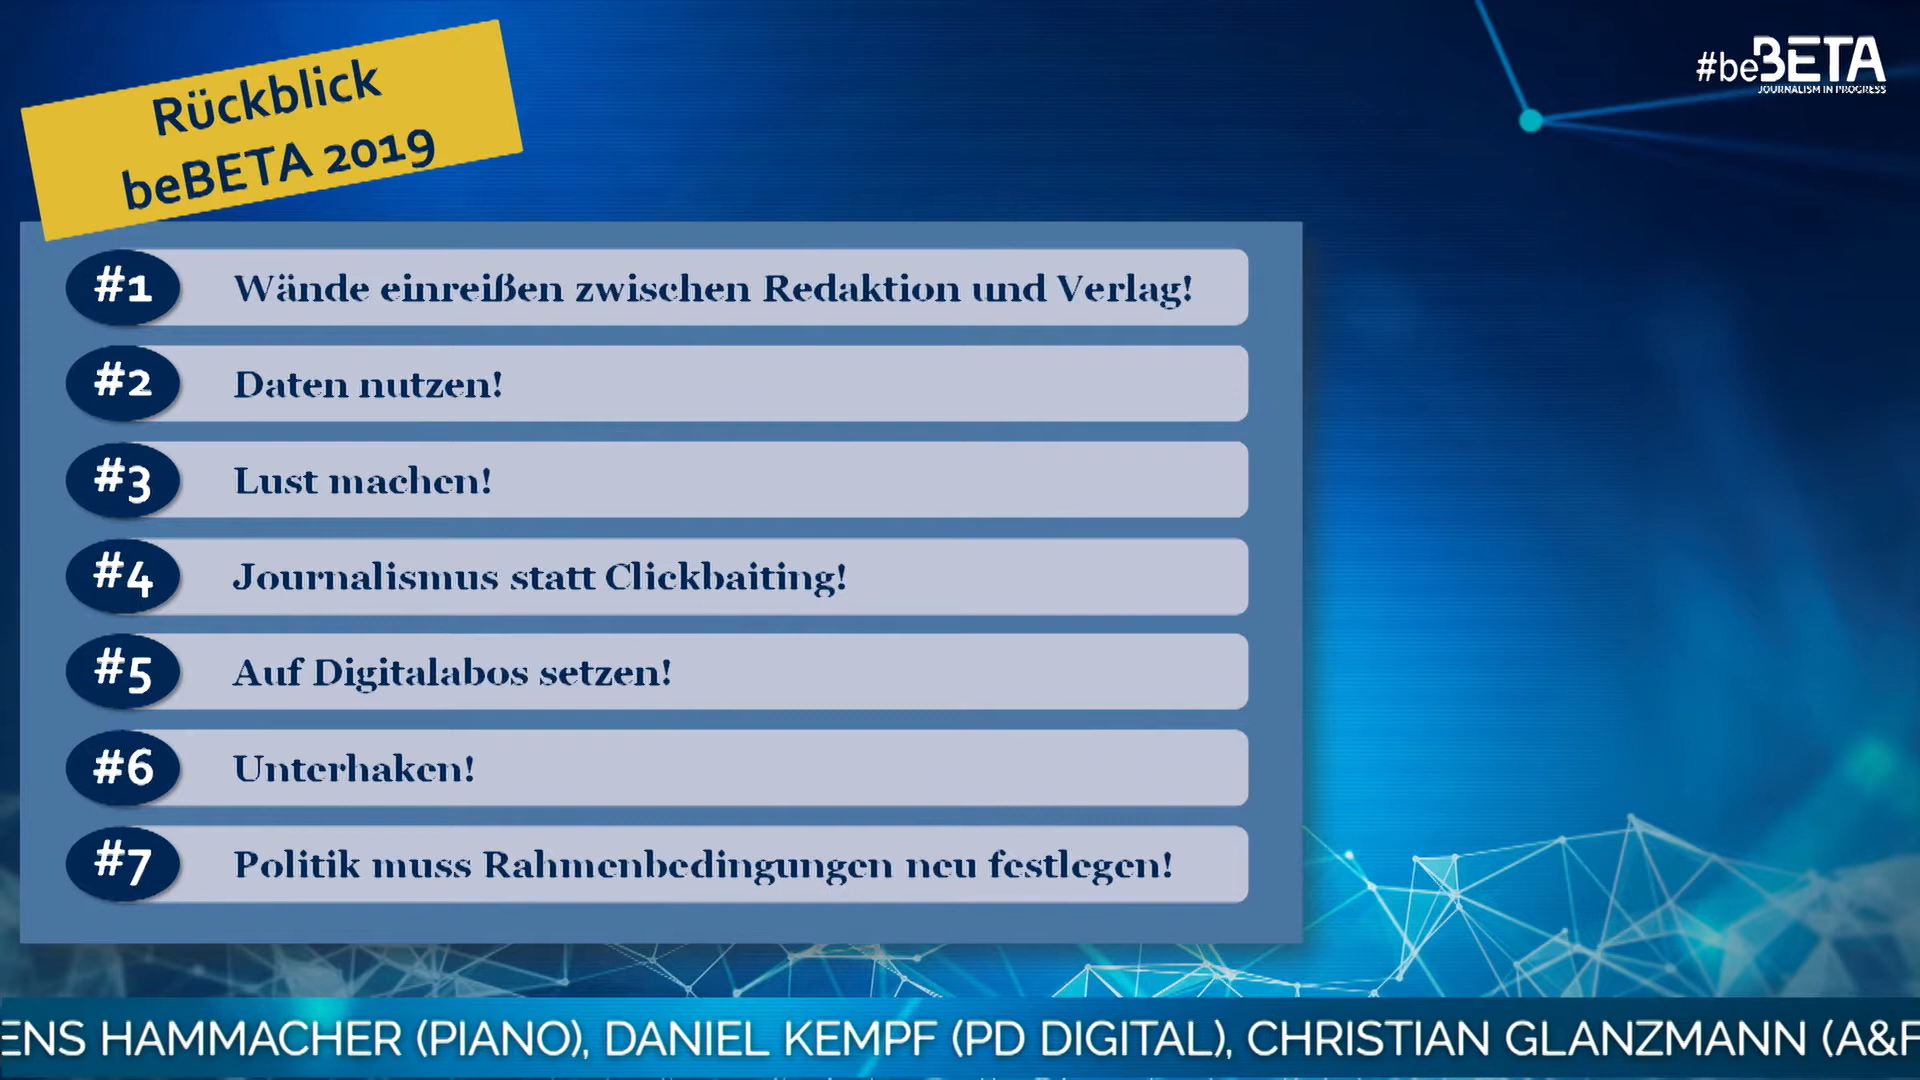 #beBETA
JOURNALISM IN PROGRESS
Rückblick
beBETA 2019
#1 Wände einreißen zwischen Redaktion und Verlag!
#2 Daten nutzen!
#3 Lust machen!
#4 Journalismus statt Clickbaiting!
#5 Auf Digitalabos setzen!
#6 Unterhaken!
#7 Politik muss Rahmenbedingungen neu festlegen!
ENS HAMMACHER (PIANO), DANIEL KEMPF (PD DIGITAL), CHRISTIAN GLANZMANN (A&F